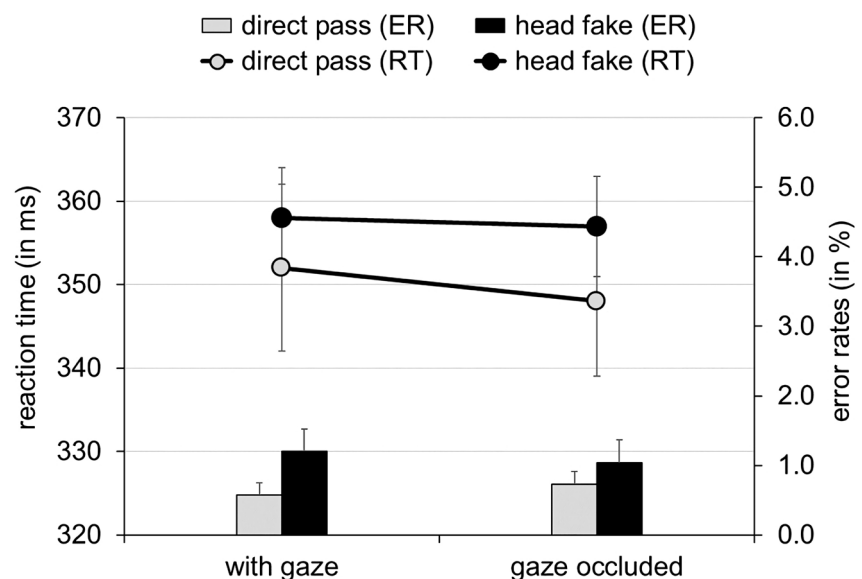 direct pass (ER) head fake (ER)
direct pass (RT) head fake (RT)
370 6.0
360 5.0
350 4.0
340 3.0
330 2.0
320 1.0
0.0
reaction time (in ms)
error rates (in %)
with gaze gaze occluded